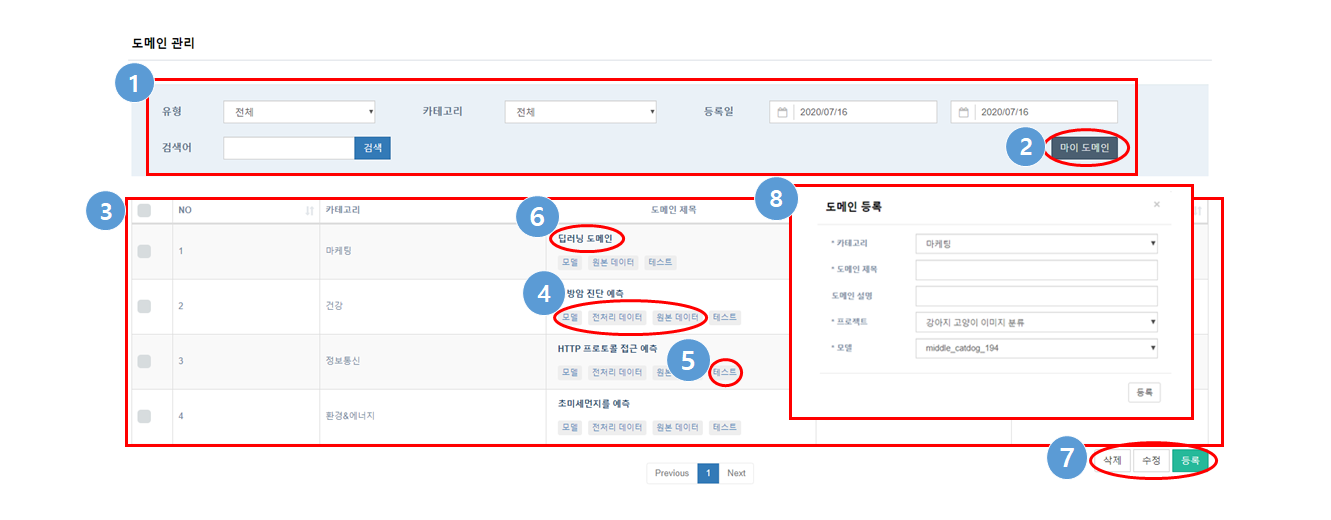 도메인 관리
1
유형 전체 카테고리 전체 등록일 2020/07/16 2020/07/16
검색어 검색 2 마이 도메인
3 NO 카테고리 도메인 제목
6
1 마케팅 딥러닝 도메인
모델 원본 데이터 테스트
4
2 건강 방암 진단 예측
모델 전처리 데이터 원본 데이터 테스트
5
3 정보통신 HTTP 프로토콜 접근 예측
모델 전처리 데이터 테스트
4 환경&에너지 초미세먼지를 예측
모델 전처리 데이터 원본 데이터 테스트
8
도메인 등록 ×
* 카테고리 마케팅
* 도메인 제목
도메인 설명
* 프로젝트 강아지 고양이 이미지 분류
* 모델 middle_catdog_194
등록
7 삭제 수정 등록
Previous 1 Next